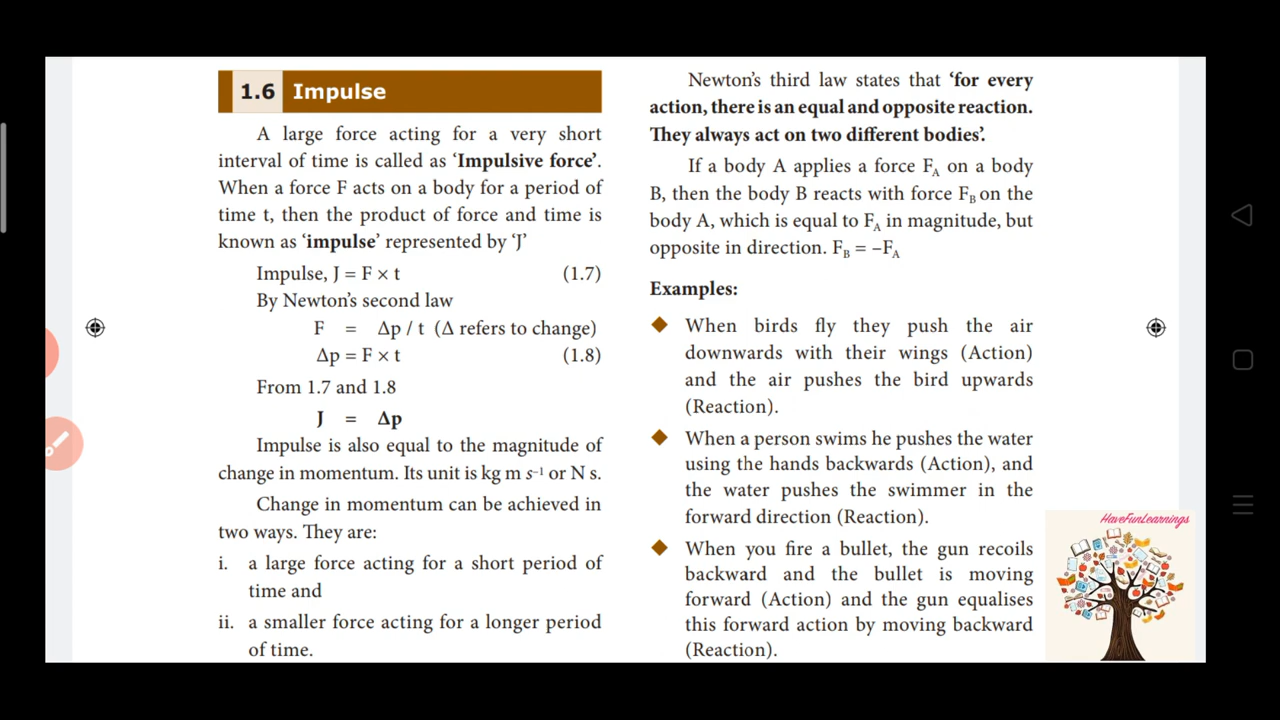 1.6 Impulse
A large force acting for a very short
interval of time is called as ‘Impulsive force’.
When a force F acts on a body for a period of
time t, then the product of force and time is
known as ‘impulse’ represented by ‘J’
Impulse, J = F × t (1.7)
By Newton’s second law
F = Δp / t (Δ refers to change)
Δp = F × t (1.8)
From 1.7 and 1.8
J = Δp
Impulse is also equal to the magnitude of
change in momentum. Its unit is kg m s⁻¹ or N s.
Change in momentum can be achieved in
two ways. They are:
i. a large force acting for a short period of
time and
ii. a smaller force acting for a longer period
of time.
Newton’s third law states that ‘for every
action, there is an equal and opposite reaction.
They always act on two different bodies’.
If a body A applies a force F_A on a body
B, then the body B reacts with force F_B on the
body A, which is equal to F_A in magnitude, but
opposite in direction. F_B = –F_A
Examples:
◆ When birds fly they push the air
downwards with their wings (Action)
and the air pushes the bird upwards
(Reaction).
◆ When a person swims he pushes the water
using the hands backwards (Action), and
the water pushes the swimmer in the
forward direction (Reaction).
◆ When you fire a bullet, the gun recoils
backward and the bullet is moving
forward (Action) and the gun equalises
this forward action by moving backward
(Reaction).
HaveFunLearnings